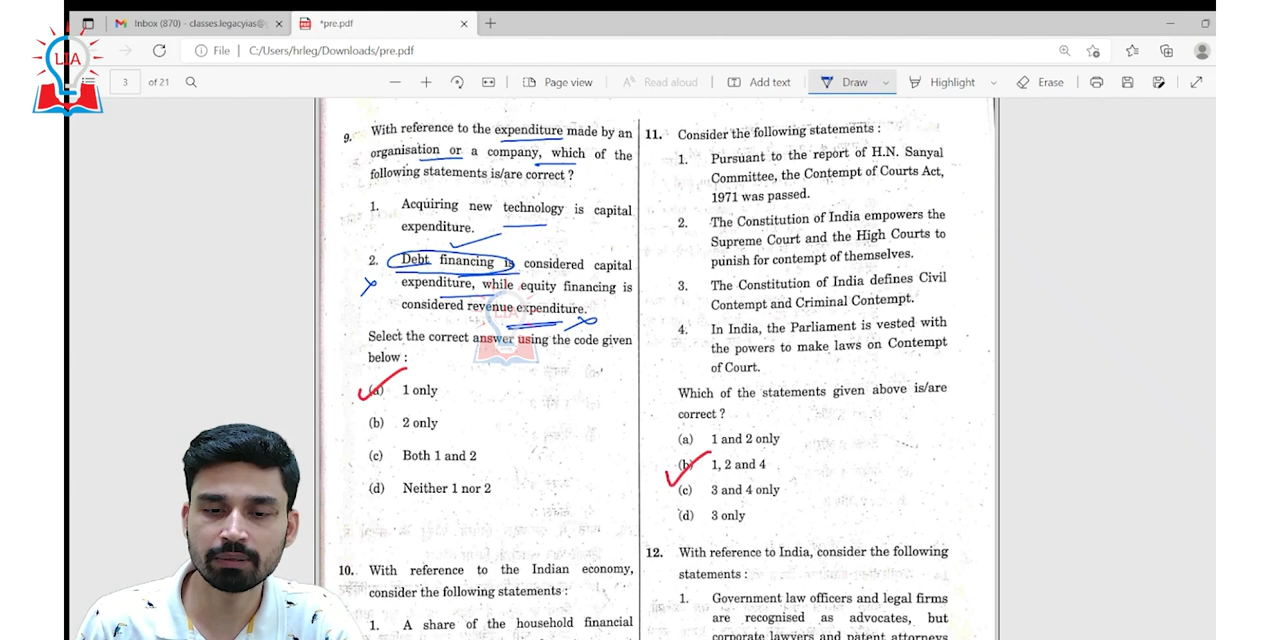 Inbox (870) - classes.legacyias@
*pre.pdf
File
C:/Users/hrleg/Downloads/pre.pdf
LIA
3
of 21
Page view
Read aloud
Add text
Draw
Highlight
Erase
9. With reference to the expenditure made by an
organisation or a company, which of the
following statements is/are correct ?
1. Acquiring new technology is capital
expenditure.
2. Debt financing is considered capital
expenditure, while equity financing is
considered revenue expenditure.
LIA
Select the correct answer using the code given
below :
(a) 1 only
(b) 2 only
(c) Both 1 and 2
(d) Neither 1 nor 2
10. With reference to the Indian economy,
consider the following statements :
1. A share of the household financial
11. Consider the following statements :
1. Pursuant to the report of H.N. Sanyal
Committee, the Contempt of Courts Act,
1971 was passed.
2. The Constitution of India empowers the
Supreme Court and the High Courts to
punish for contempt of themselves.
3. The Constitution of India defines Civil
Contempt and Criminal Contempt.
4. In India, the Parliament is vested with
the powers to make laws on Contempt
of Court.
Which of the statements given above is/are
correct ?
(a) 1 and 2 only
(b) 1, 2 and 4
(c) 3 and 4 only
(d) 3 only
12. With reference to India, consider the following
statements :
1. Government law officers and legal firms
are recognised as advocates, but
corporate lawyers and patent attorneys